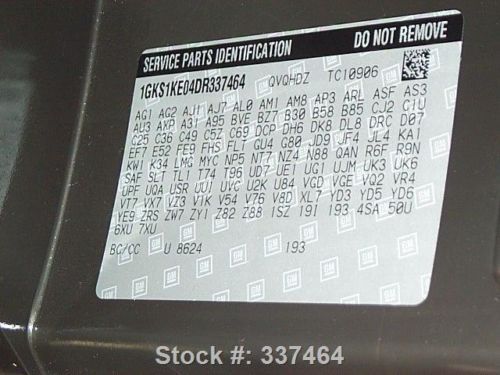 SERVICE PARTS IDENTIFICATION DO NOT REMOVE
1GKS1KE04DR337464 QVQHDZ TC10906
AG1 AG2 AJ1 AJ7 AL0 AM1 AM8 AP3 ARL ASF AS3
AU3 AXP A31 A95 BVE BZ7 B30 B58 B85 CJ2 C1U
C25 C36 C49 C5Z C69 DCP DH6 DK8 DL8 DRC D07
EF7 E52 FE9 FHS FLT GU4 G80 JD9 JF4 JL4 KA1
KW1 K34 LMG MYC NP5 NT7 NZ4 N88 QAN R6F R9N
SAF SLT TL1 T74 T96 UD7 UE1 UG1 UJM UK3 UK6
UPF UQA USR UU1 UVC U2K U84 VGD VGE VQ2 VR4
VT7 VX7 VZ3 V1K V54 V76 V8D XL7 YD3 YD5 YD6
YE9 ZRS ZW7 ZY1 Z82 Z88 1SZ 191 193 4SA 50U
6XU 7XU
BC/CC U 8624 193
GM
Stock #: 337464